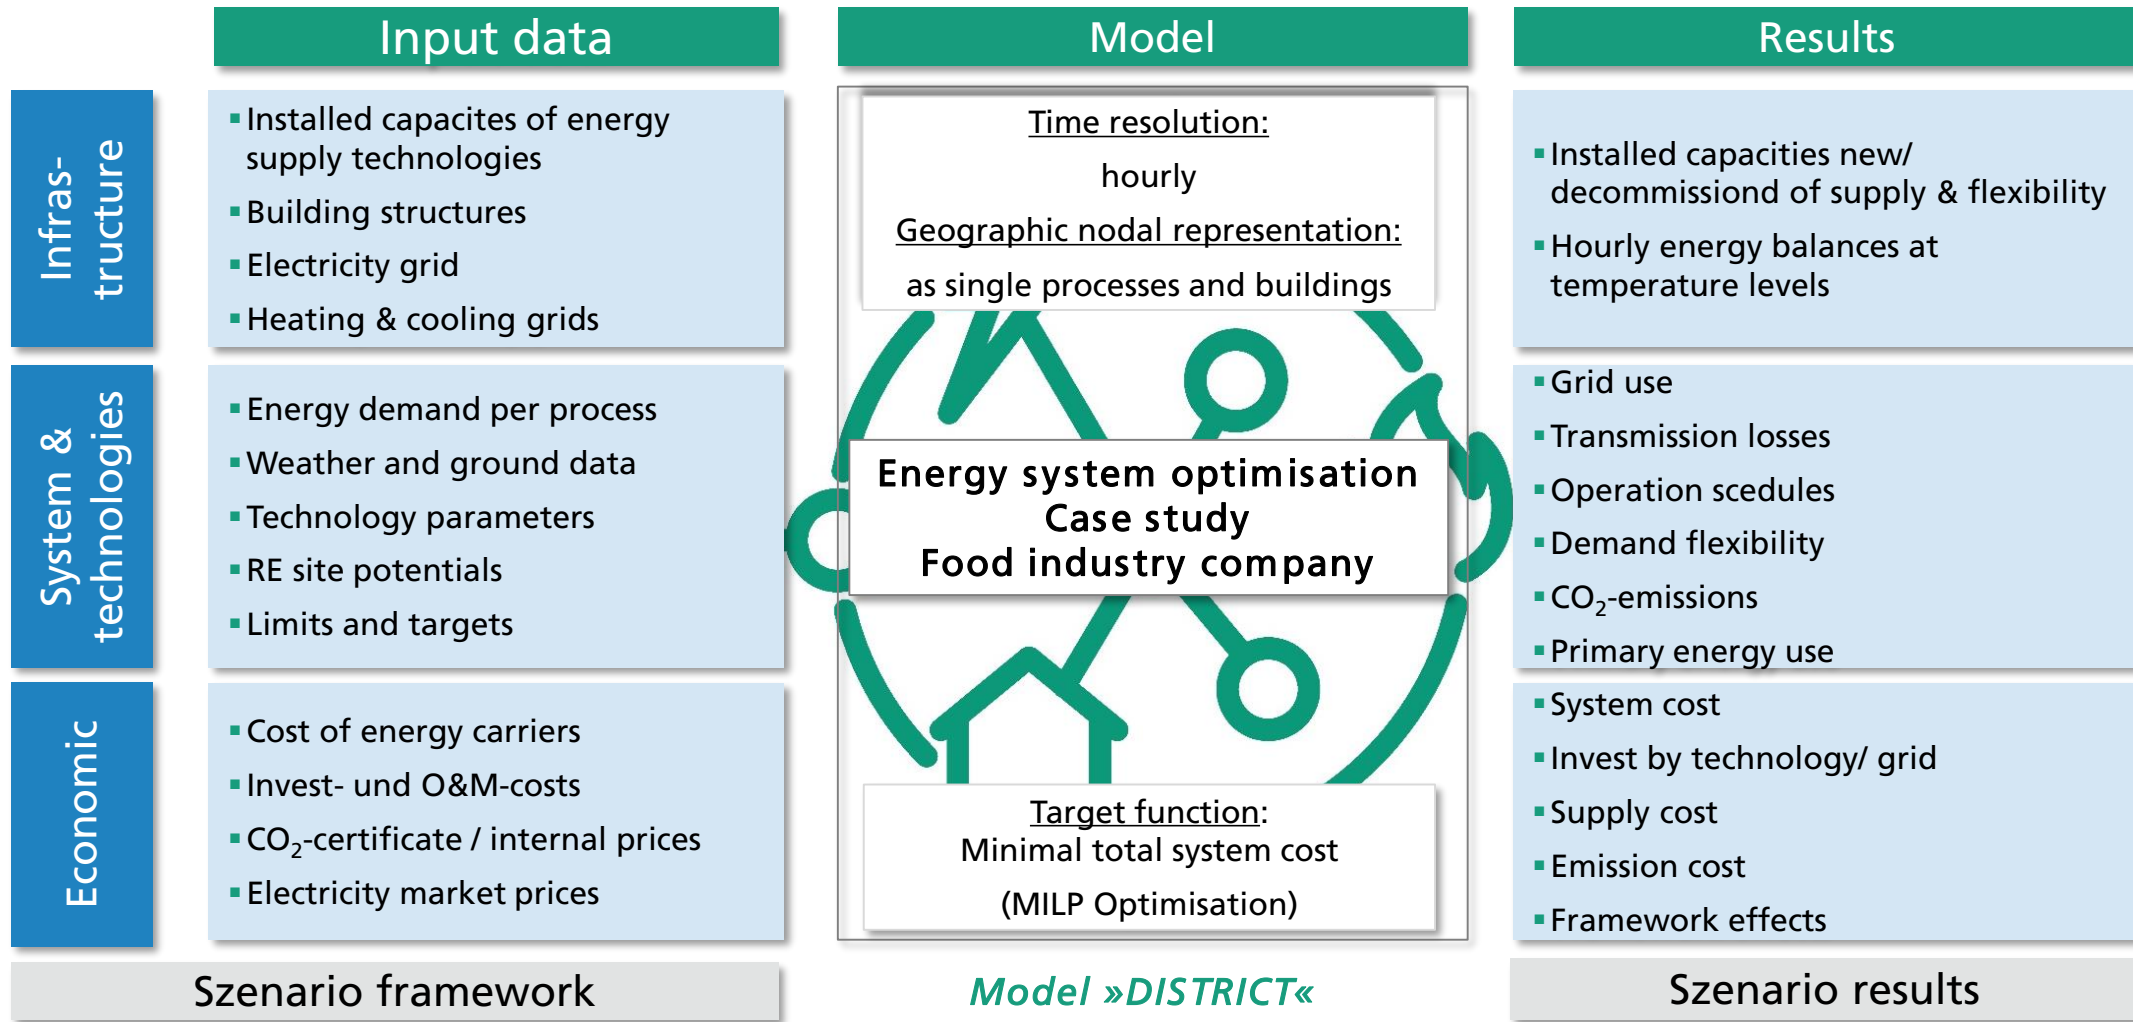 Input data
Model
Results
Infras-
tructure
Installed capacites of energy
supply technologies
Building structures
Electricity grid
Heating & cooling grids
Time resolution:
hourly
Geographic nodal representation:
as single processes and buildings
Installed capacities new/
decommissiond of supply & flexibility
Hourly energy balances at
temperature levels
System &
technologies
Energy demand per process
Weather and ground data
Technology parameters
RE site potentials
Limits and targets
Energy system optimisation
Case study
Food industry company
Grid use
Transmission losses
Operation scedules
Demand flexibility
CO₂-emissions
Primary energy use
Economic
Cost of energy carriers
Invest- und O&M-costs
CO₂-certificate / internal prices
Electricity market prices
Target function:
Minimal total system cost
(MILP Optimisation)
System cost
Invest by technology/ grid
Supply cost
Emission cost
Framework effects
Szenario framework
Model »DISTRICT«
Szenario results